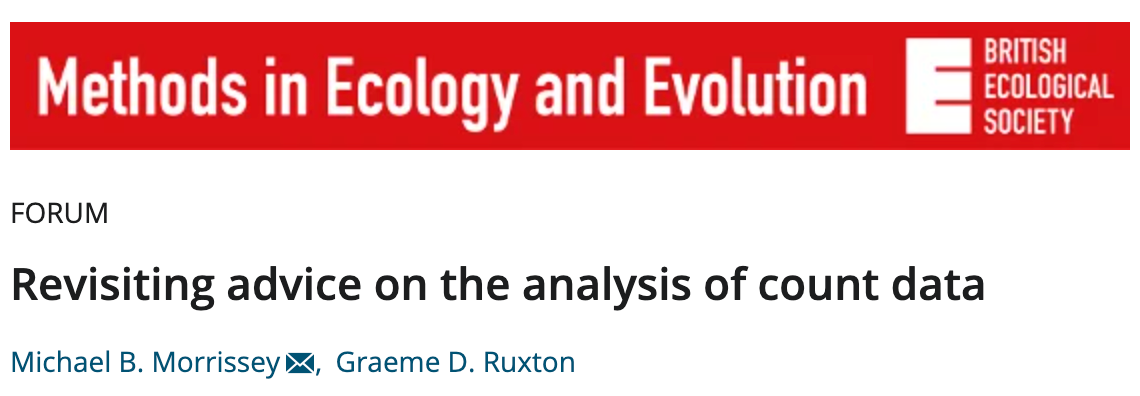 Methods in Ecology and Evolution
BRITISH
ECOLOGICAL
SOCIETY
FORUM
Revisiting advice on the analysis of count data
Michael B. Morrissey, Graeme D. Ruxton